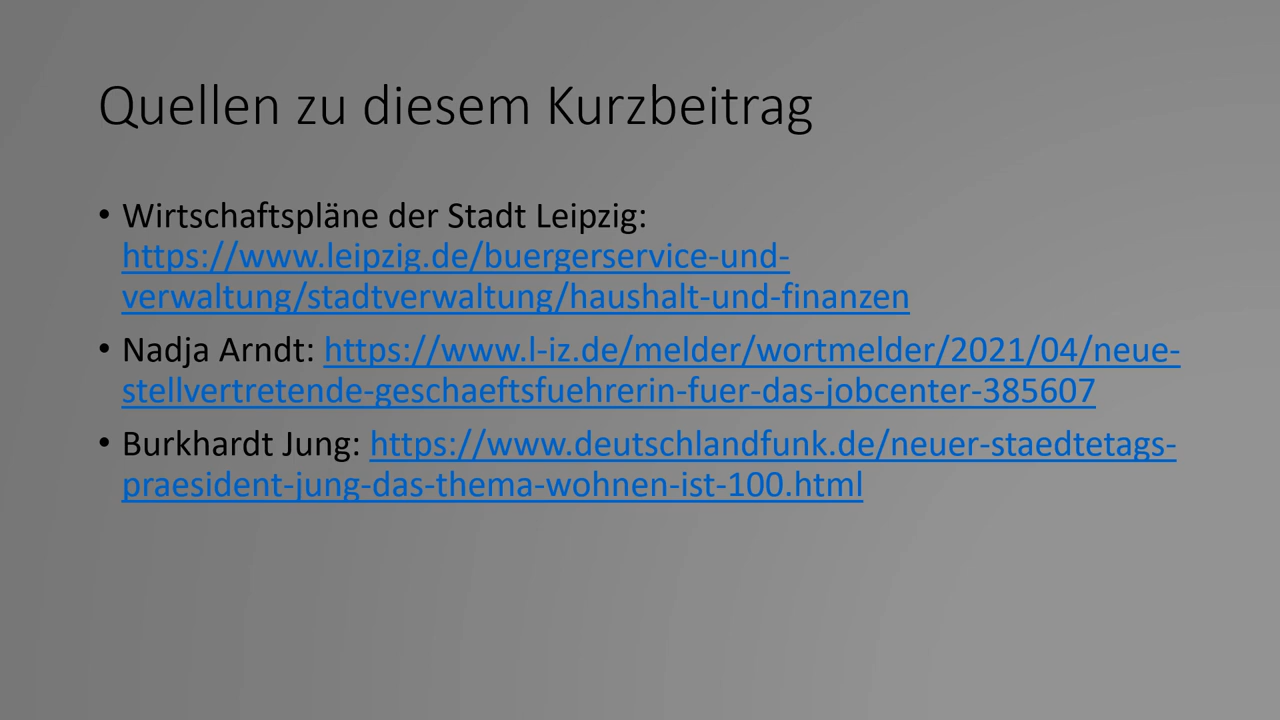 Quellen zu diesem Kurzbeitrag
• Wirtschaftspläne der Stadt Leipzig:
https://www.leipzig.de/buergerservice-und-
verwaltung/stadtverwaltung/haushalt-und-finanzen
• Nadja Arndt: https://www.l-iz.de/melder/wortmelder/2021/04/neue-
stellvertretende-geschaeftsfuehrerin-fuer-das-jobcenter-385607
• Burkhardt Jung: https://www.deutschlandfunk.de/neuer-staedtetags-
praesident-jung-das-thema-wohnen-ist-100.html